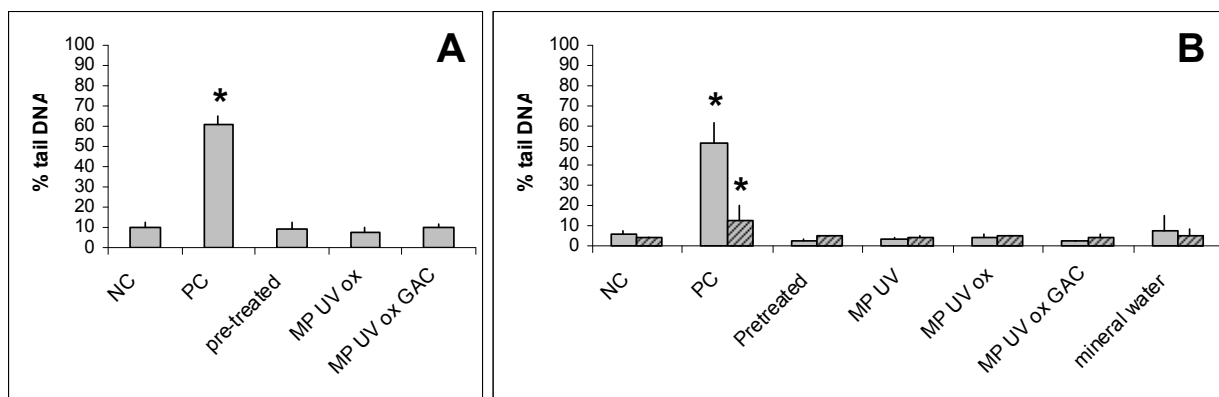 A
% tail DNA
100
90
80
70
60
50
40
30
20
10
0
*
NC
PC
pre-treated
MP UV ox
MP UV ox GAC
B
% tail DNA
100
90
80
70
60
50
40
30
20
10
0
*
*
NC
PC
Pretreated
MP UV
MP UV ox
MP UV ox GAC
mineral water